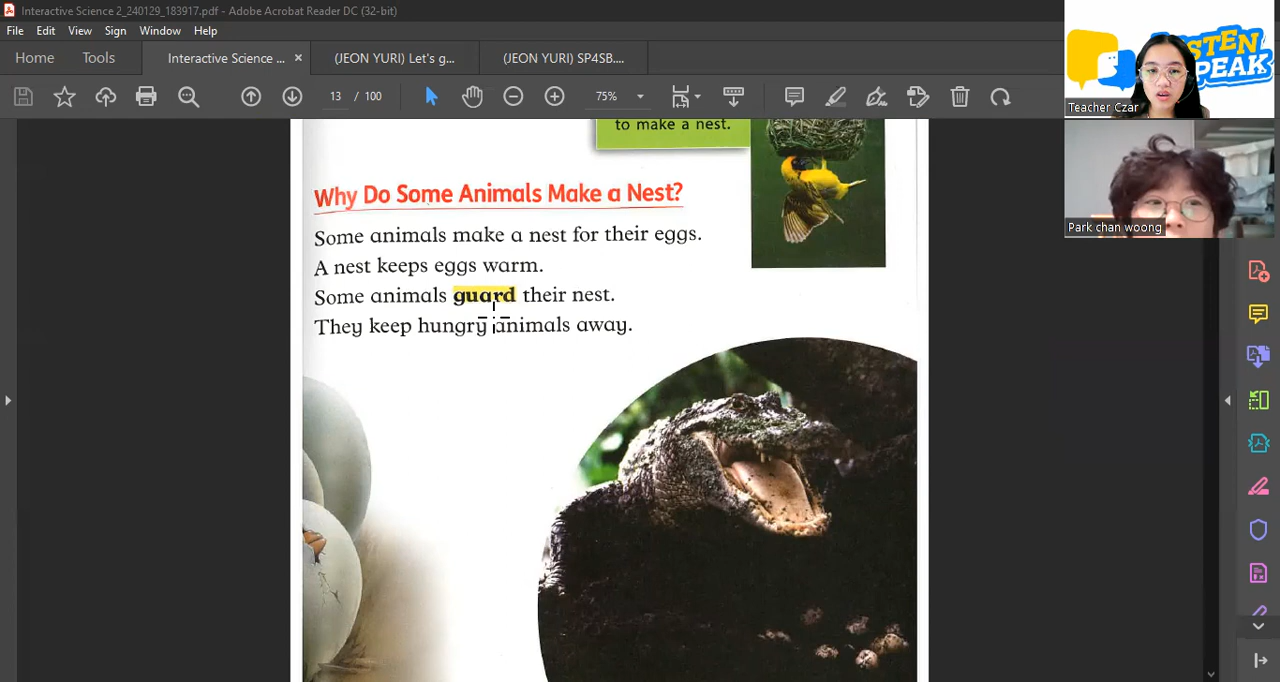 Interactive Science 2_240129_183917.pdf - Adobe Acrobat Reader DC (32-bit)
File Edit View Sign Window Help
Home Tools Interactive Science ... × (JEON YURI) Let's g... (JEON YURI) SP4SB....
13 / 100 75%
to make a nest.
Why Do Some Animals Make a Nest?
Some animals make a nest for their eggs.
A nest keeps eggs warm.
Some animals guard their nest.
They keep hungry animals away.
STEN
PEAK
Teacher Czar
Park chan woong